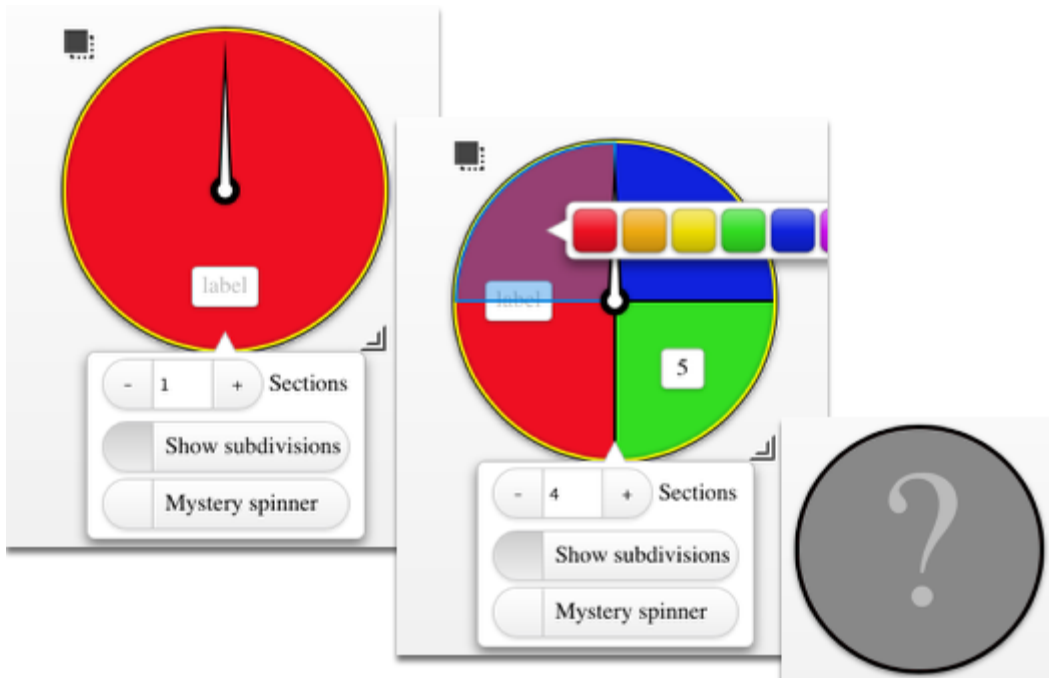 label
- 1 + Sections
Show subdivisions
Mystery spinner
label
5
- 4 + Sections
Show subdivisions
Mystery spinner
?